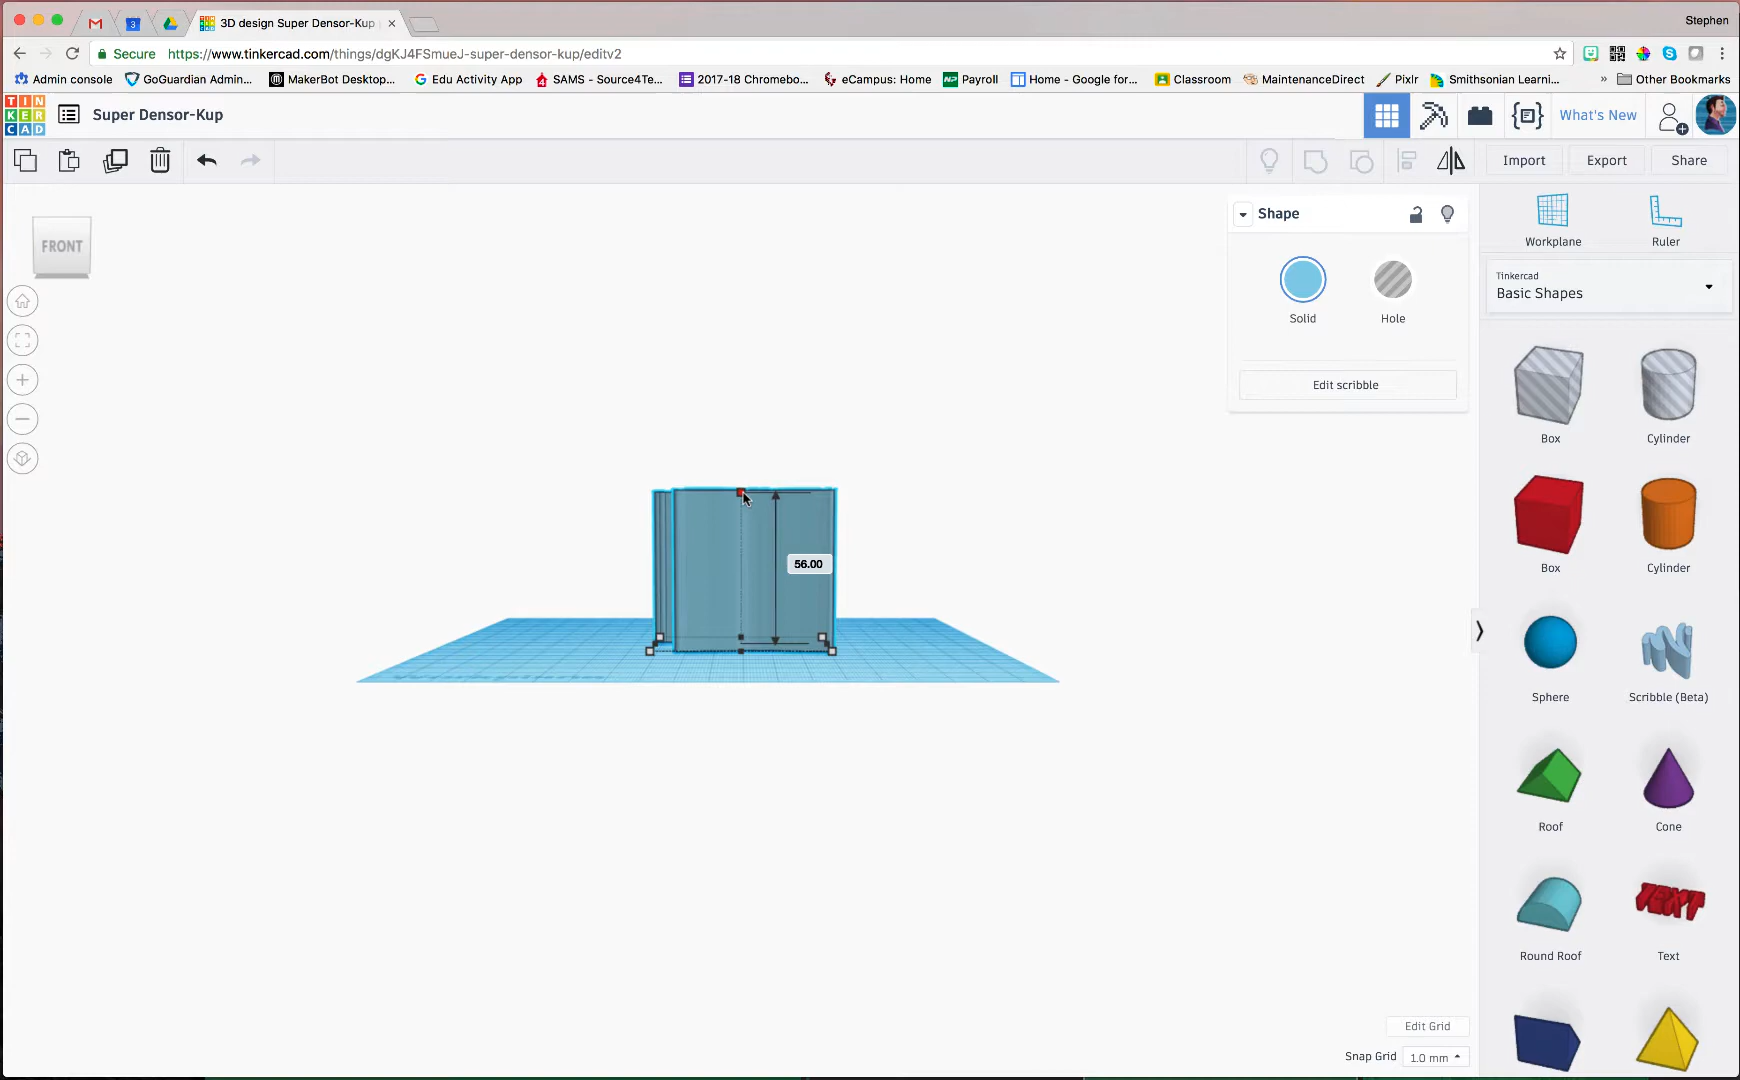 3D design Super Densor-Kup
Stephen
Secure https://www.tinkercad.com/things/dgKJ4FSmueJ-super-densor-kup/editv2
Admin console GoGuardian Admin... MakerBot Desktop... Edu Activity App SAMS - Source4Te... 2017-18 Chromebo... eCampus: Home Payroll Home - Google for... Classroom MaintenanceDirect Pixlr Smithsonian Learni... » Other Bookmarks
TIN
KER
CAD
Super Densor-Kup
What's New
Import Export Share
FRONT
Shape
Solid Hole
Edit scribble
Workplane Ruler
Tinkercad
Basic Shapes
Box Cylinder
Box Cylinder
56.00
Sphere Scribble (Beta)
Roof Cone
TEXT
Round Roof Text
Edit Grid
Snap Grid 1.0 mm